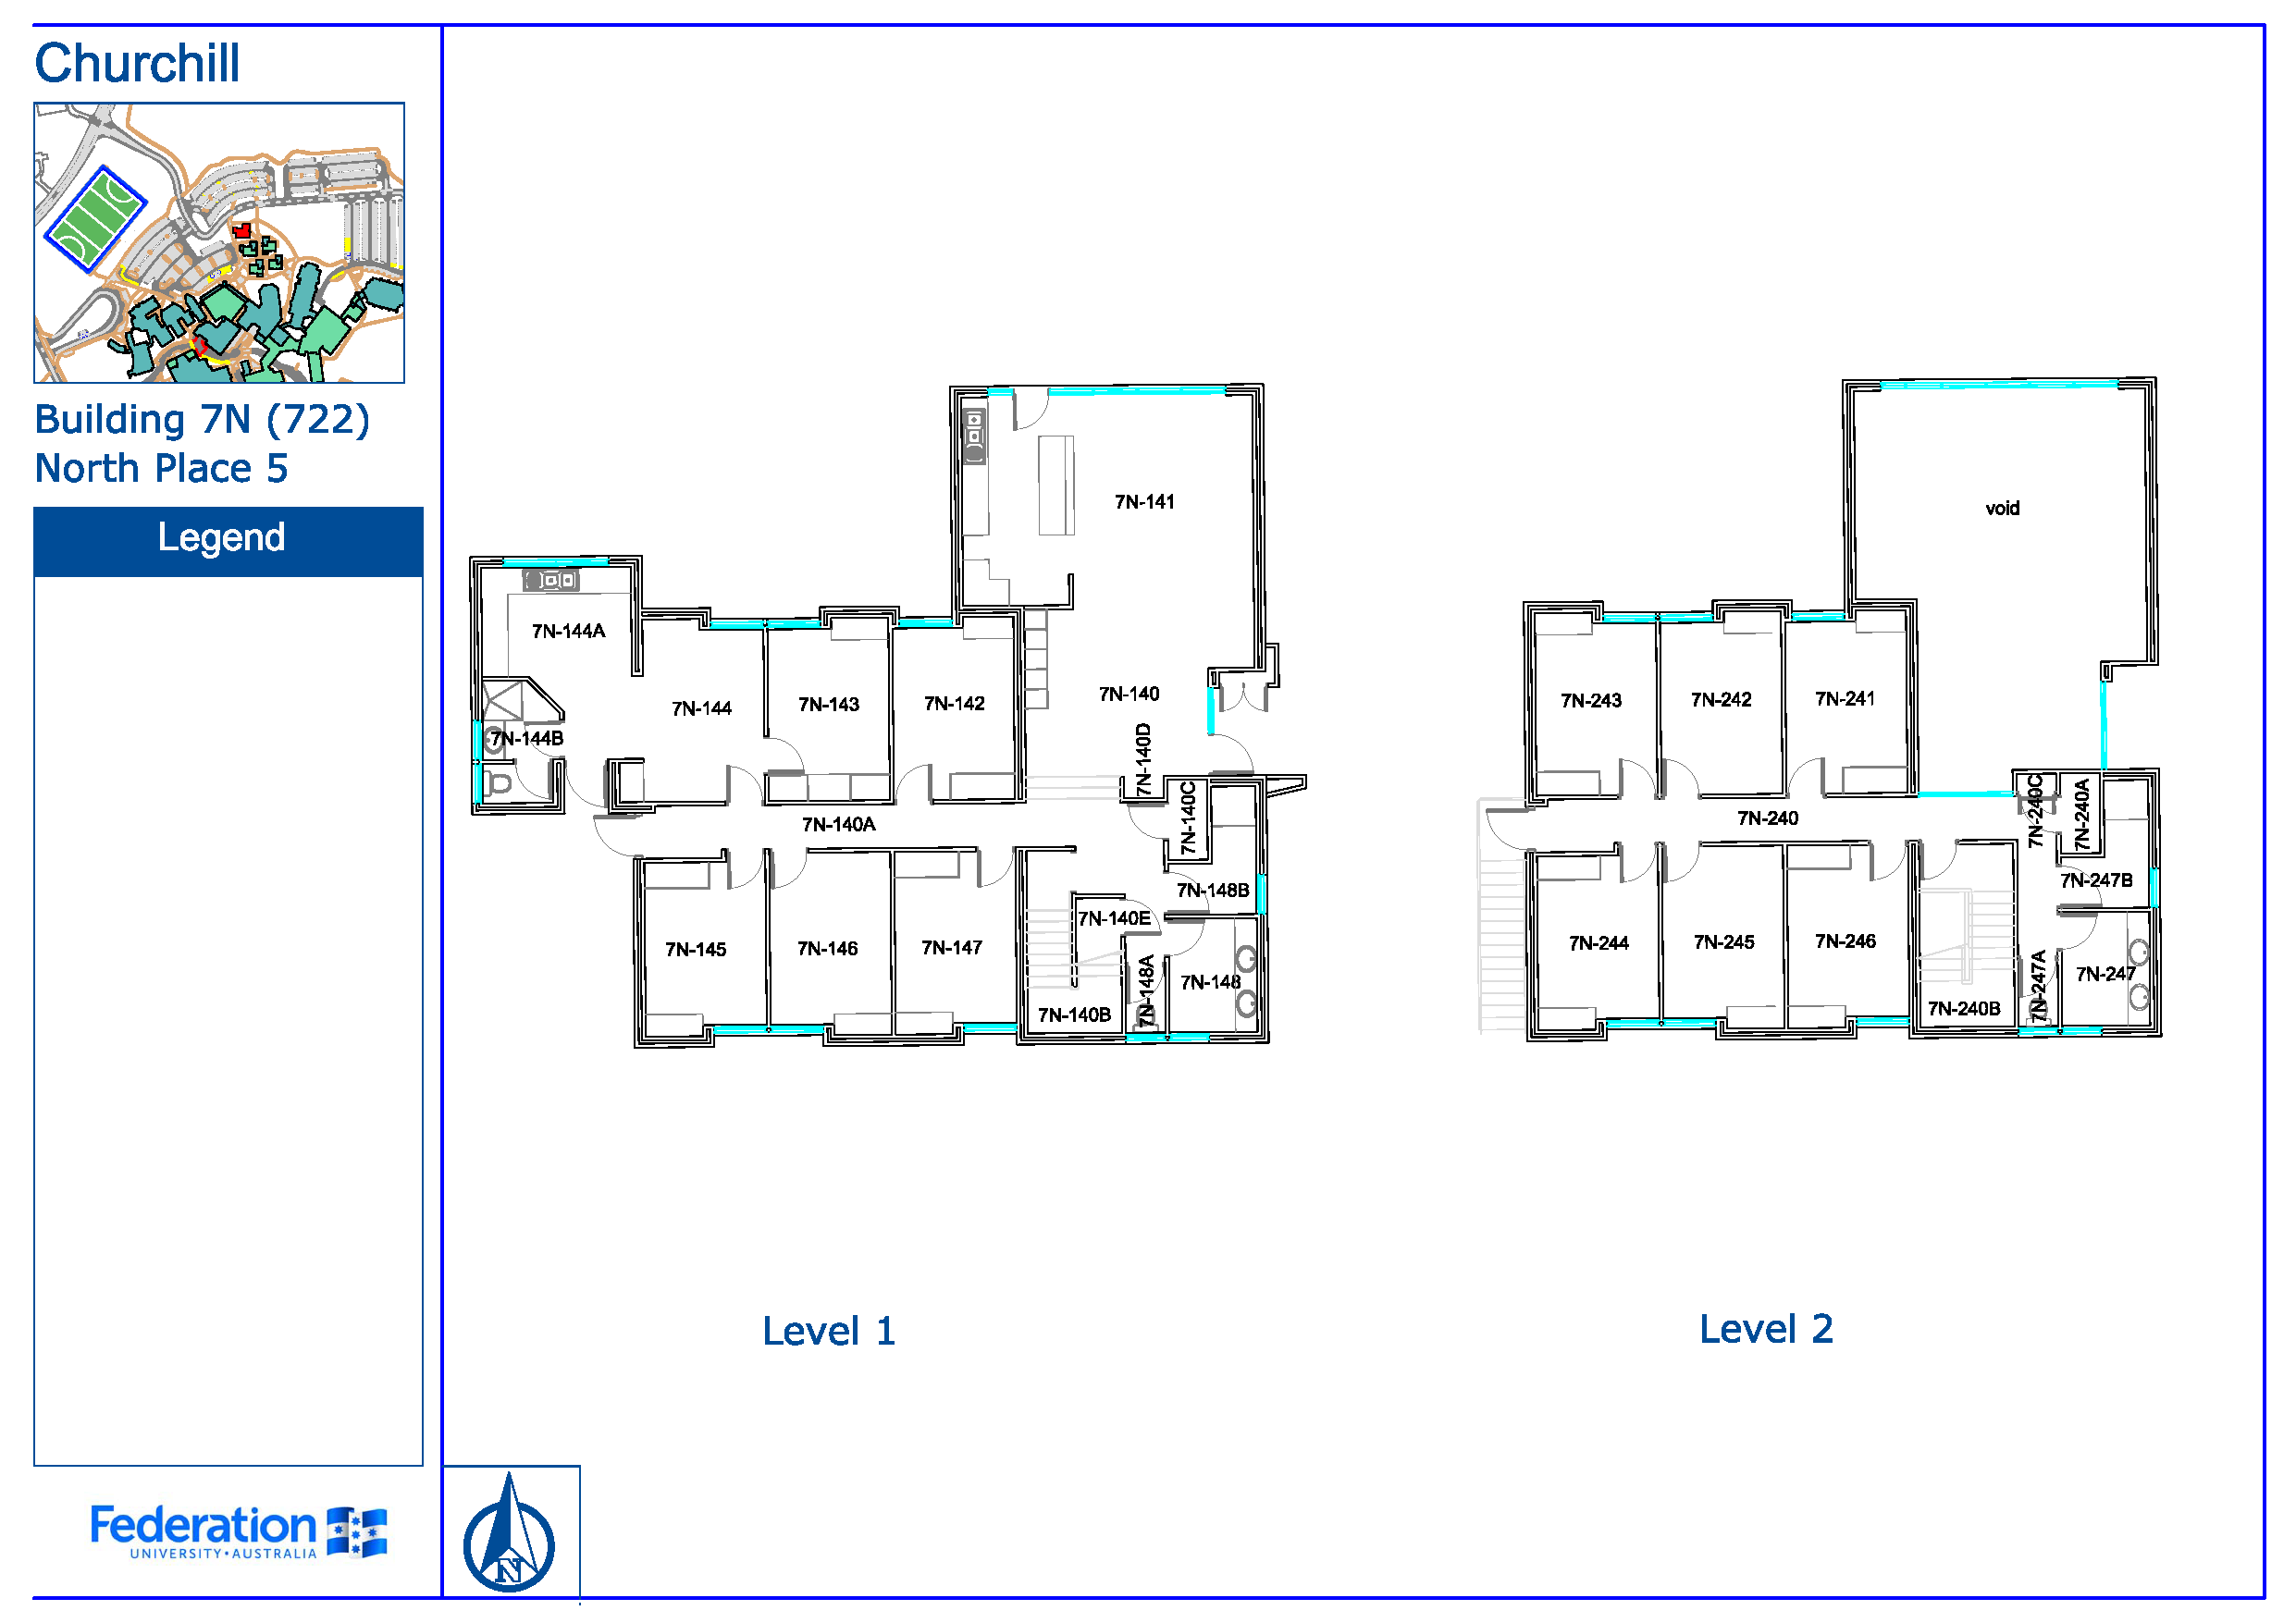 Churchill
Building 7N (722)
North Place 5
Legend
7N-141
7N-144A
7N-144
7N-143
7N-142
7N-140
7N-144B
7N-140D
7N-140C
7N-140A
7N-148B
7N-140E
7N-145
7N-146
7N-147
7N-148A
7N-148
7N-140B
Level 1
void
7N-243
7N-242
7N-241
7N-240C
7N-240A
7N-240
7N-247B
7N-244
7N-245
7N-246
7N-247A
7N-247
7N-240B
Level 2
Federation
UNIVERSITY•AUSTRALIA
N